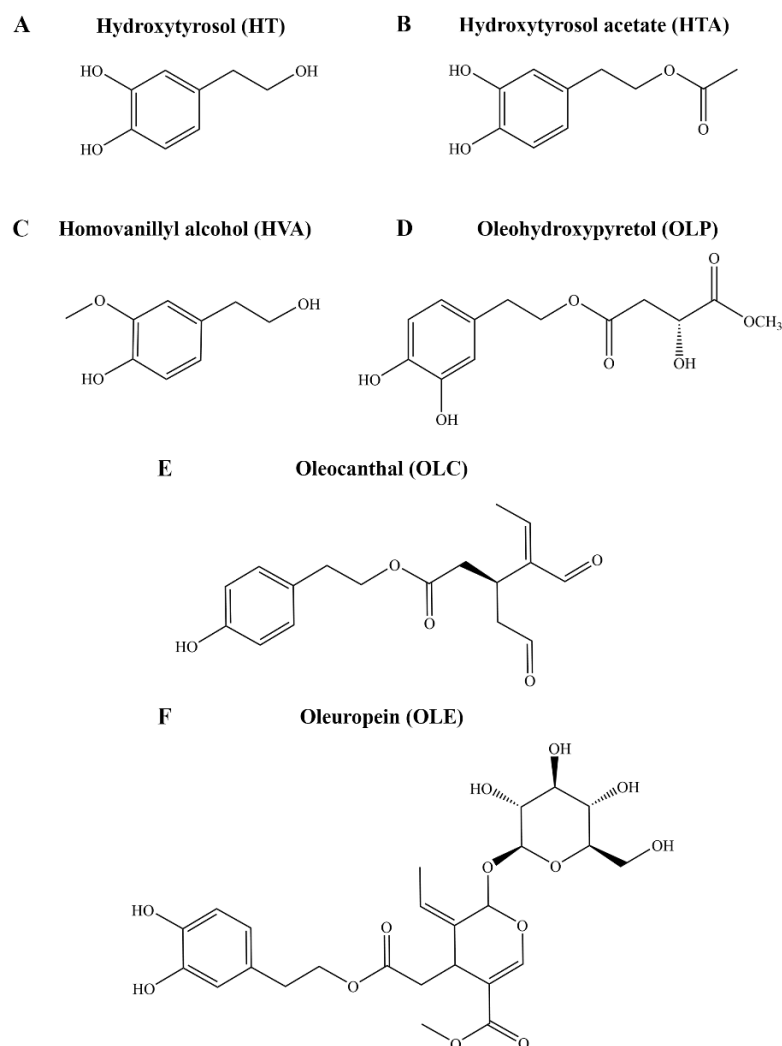 A Hydroxytyrosol (HT)
HO
OH
HO
B Hydroxytyrosol acetate (HTA)
HO
O
HO
O
C Homovanillyl alcohol (HVA)
O
OH
HO
D Oleohydroxypyretol (OLP)
O
O
OCH3
O
OH
HO
OH
E Oleocanthal (OLC)
O
O
O
HO
O
F Oleuropein (OLE)
OH
HO
OH
OH
O
O
HO
O
O
HO
O
O
O